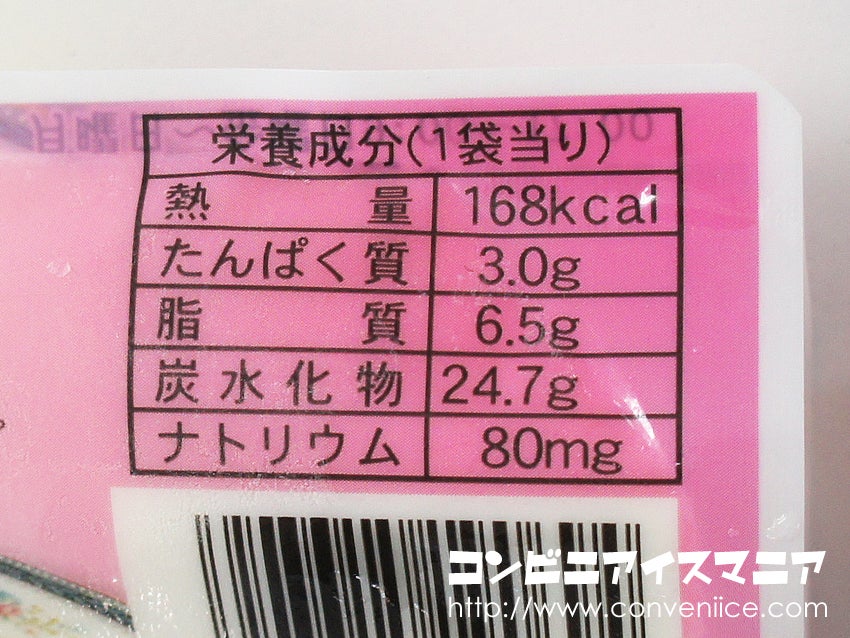 栄養成分(1袋当り)
熱量 168kcal
たんぱく質 3.0g
脂質 6.5g
炭水化物 24.7g
ナトリウム 80mg
コンビニアイスマニア
http://www.conveniice.com